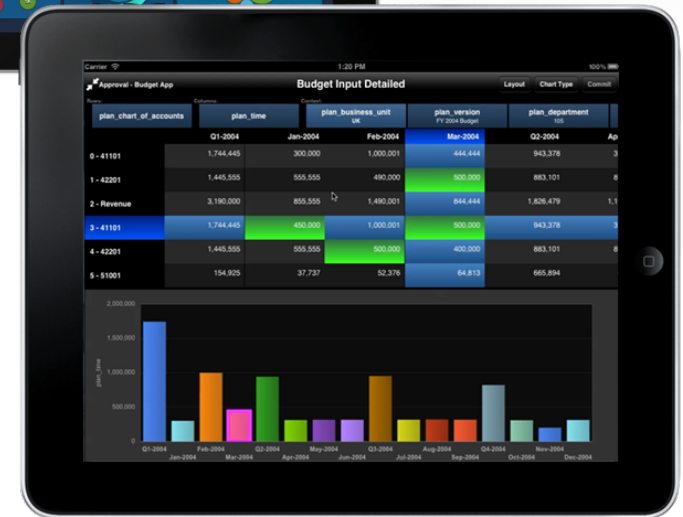 Carrier 1:20 PM 100%
Approval - Budget App Budget Input Detailed Layout Chart Type Commit
Rows: Columns: Context:
plan_chart_of_accounts plan_time plan_business_unit plan_version plan_department
UK FY 2004 Budget 105
Q1-2004 Jan-2004 Feb-2004 Mar-2004 Q2-2004 Ap
0 - 41101 1,744,445 300,000 1,000,001 444,444 943,378 3
1 - 42201 1,445,555 555,555 490,000 500,000 883,101 8
2 - Revenue 3,190,000 855,555 1,490,001 844,444 1,826,479 1,1
3 - 41101 1,744,445 450,000 1,000,001 500,000 943,378 3
4 - 42201 1,445,555 555,555 500,000 400,000 883,101 8
5 - 51001 154,925 37,737 52,376 64,813 665,894
2,000,000
1,500,000
1,000,000
500,000
0
plan_time
Q1-2004 Feb-2004 Q2-2004 May-2004 Q3-2004 Aug-2004 Q4-2004 Nov-2004
Jan-2004 Mar-2004 Apr-2004 Jun-2004 Jul-2004 Sep-2004 Oct-2004 Dec-2004